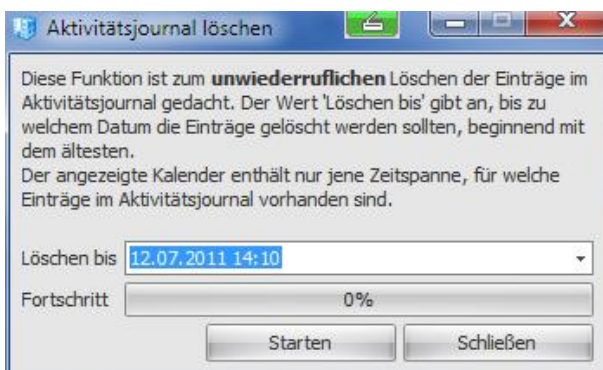 Aktivitätsjournal löschen
Diese Funktion ist zum unwiederruflichen Löschen der Einträge im
Aktivitätsjournal gedacht. Der Wert 'Löschen bis' gibt an, bis zu
welchem Datum die Einträge gelöscht werden sollten, beginnend mit
dem ältesten.
Der angezeigte Kalender enthält nur jene Zeitspanne, für welche
Einträge im Aktivitätsjournal vorhanden sind.
Löschen bis 12.07.2011 14:10
Fortschritt 0%
Starten Schließen